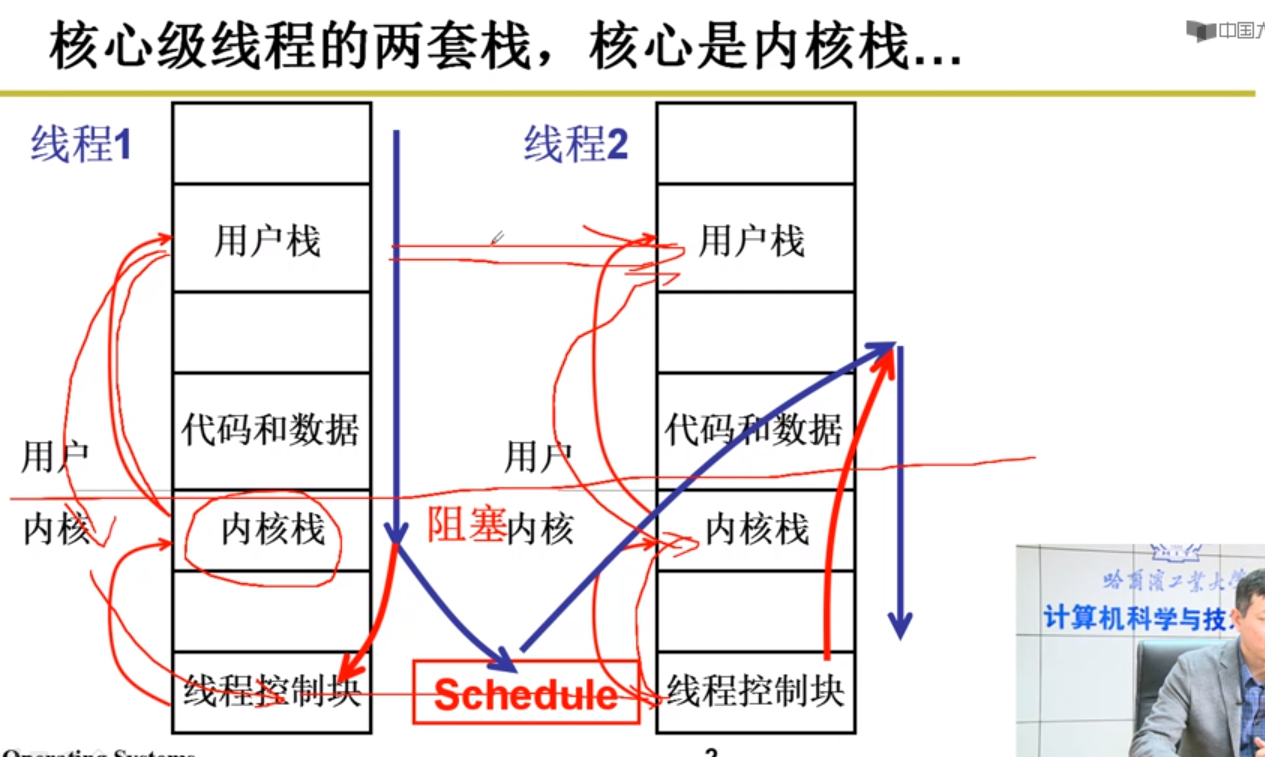 核心级线程的两套栈，核心是内核栈…
中国大
线程1
线程2
用户栈
用户栈
代码和数据
代码和数据
用户
用户
内核
内核栈
阻塞
内核
内核栈
哈尔滨工业大学
计算机科学与技
线程控制块
Schedule
线程控制块
Operating Systems